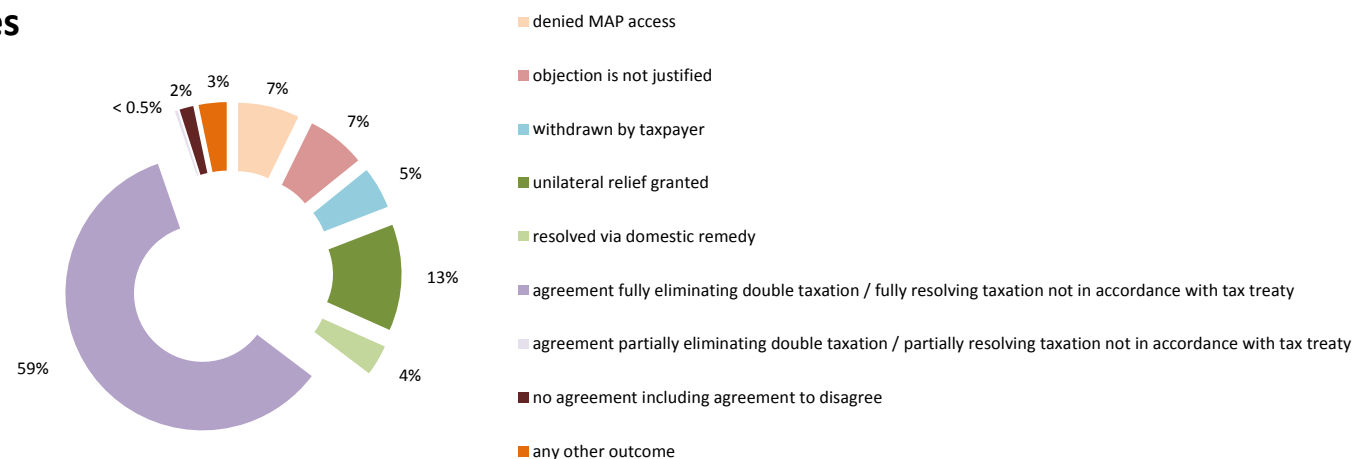 es
denied MAP access
objection is not justified
withdrawn by taxpayer
unilateral relief granted
resolved via domestic remedy
agreement fully eliminating double taxation / fully resolving taxation not in accordance with tax treaty
agreement partially eliminating double taxation / partially resolving taxation not in accordance with tax treaty
no agreement including agreement to disagree
any other outcome
< 0.5%
2%
3%
7%
7%
5%
13%
4%
59%